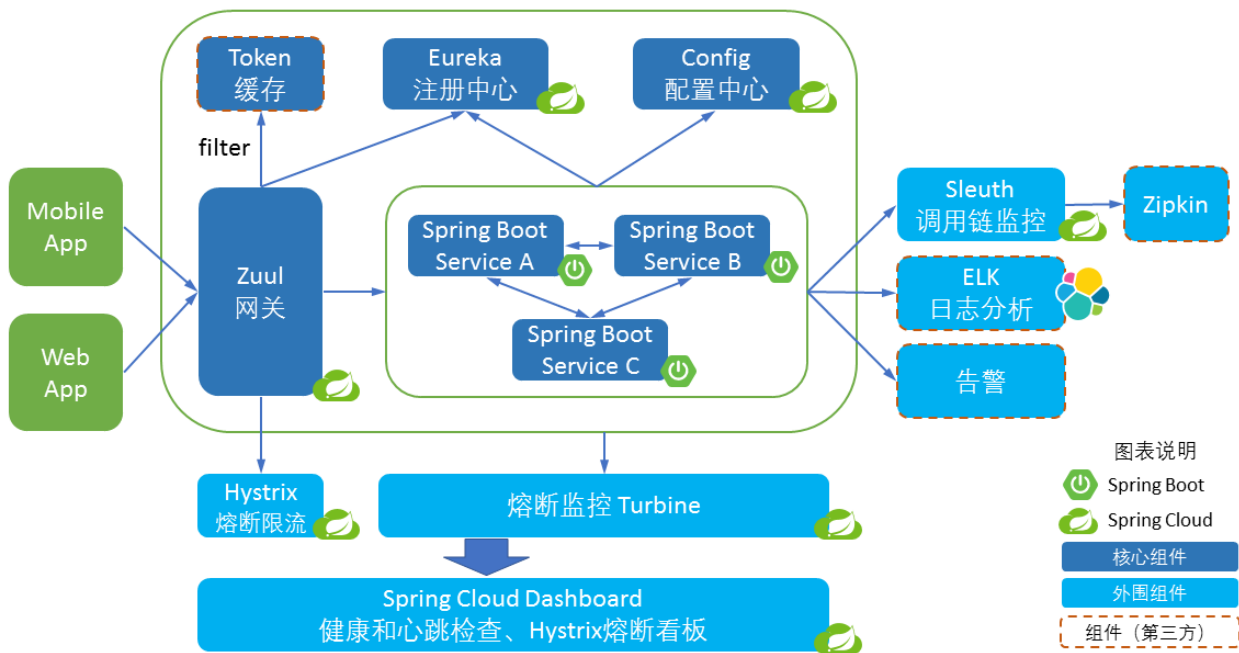 Token
缓存
Eureka
注册中心
Config
配置中心
filter
Mobile
App
Web
App
Zuul
网关
Spring Boot
Service A
Spring Boot
Service B
Spring Boot
Service C
Sleuth
调用链监控
Zipkin
ELK
日志分析
告警
Hystrix
熔断限流
熔断监控 Turbine
Spring Cloud Dashboard
健康和心跳检查、Hystrix熔断看板
图表说明
Spring Boot
Spring Cloud
核心组件
外围组件
组件（第三方）